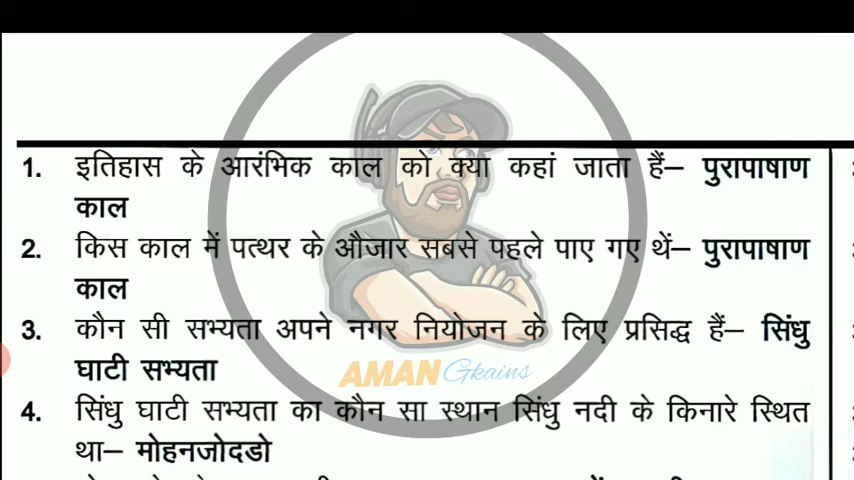 1. इतिहास के आरंभिक काल को क्या कहां जाता हैं– पुरापाषाण
काल
2. किस काल में पत्थर के औजार सबसे पहले पाए गए थें– पुरापाषाण
काल
3. कौन सी सभ्यता अपने नगर नियोजन के लिए प्रसिद्ध हैं– सिंधु
घाटी सभ्यता
AMAN Gkains
4. सिंधु घाटी सभ्यता का कौन सा स्थान सिंधु नदी के किनारे स्थित
था– मोहनजोदडो